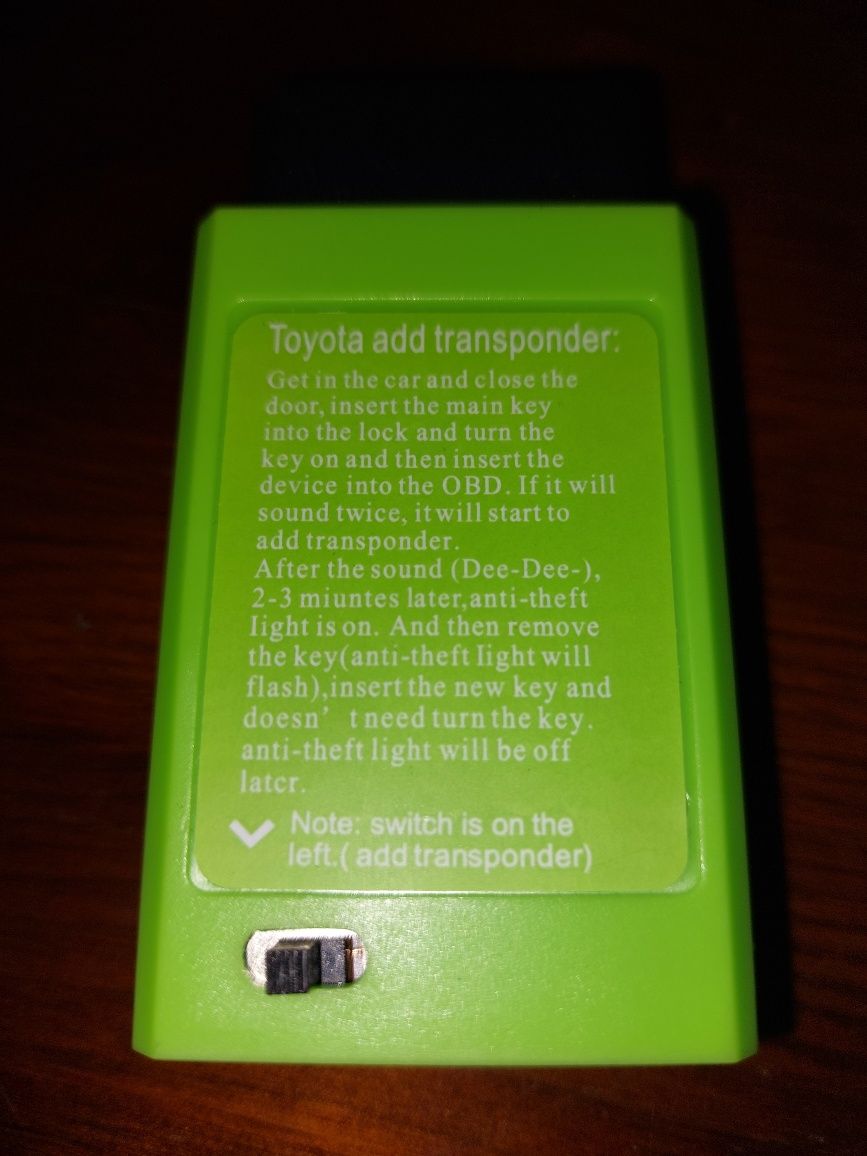 Toyota add transponder:
Get in the car and close the
door, insert the main key
into the lock and turn the
key on and then insert the
device into the OBD. If it will
sound twice, it will start to
add transponder.
After the sound (Dee-Dee-),
2-3 miuntes later,anti-theft
light is on. And then remove
the key(anti-theft light will
flash),insert the new key and
doesn’ t need turn the key.
anti-theft light will be off
later.
Note: switch is on the
left.( add transponder)